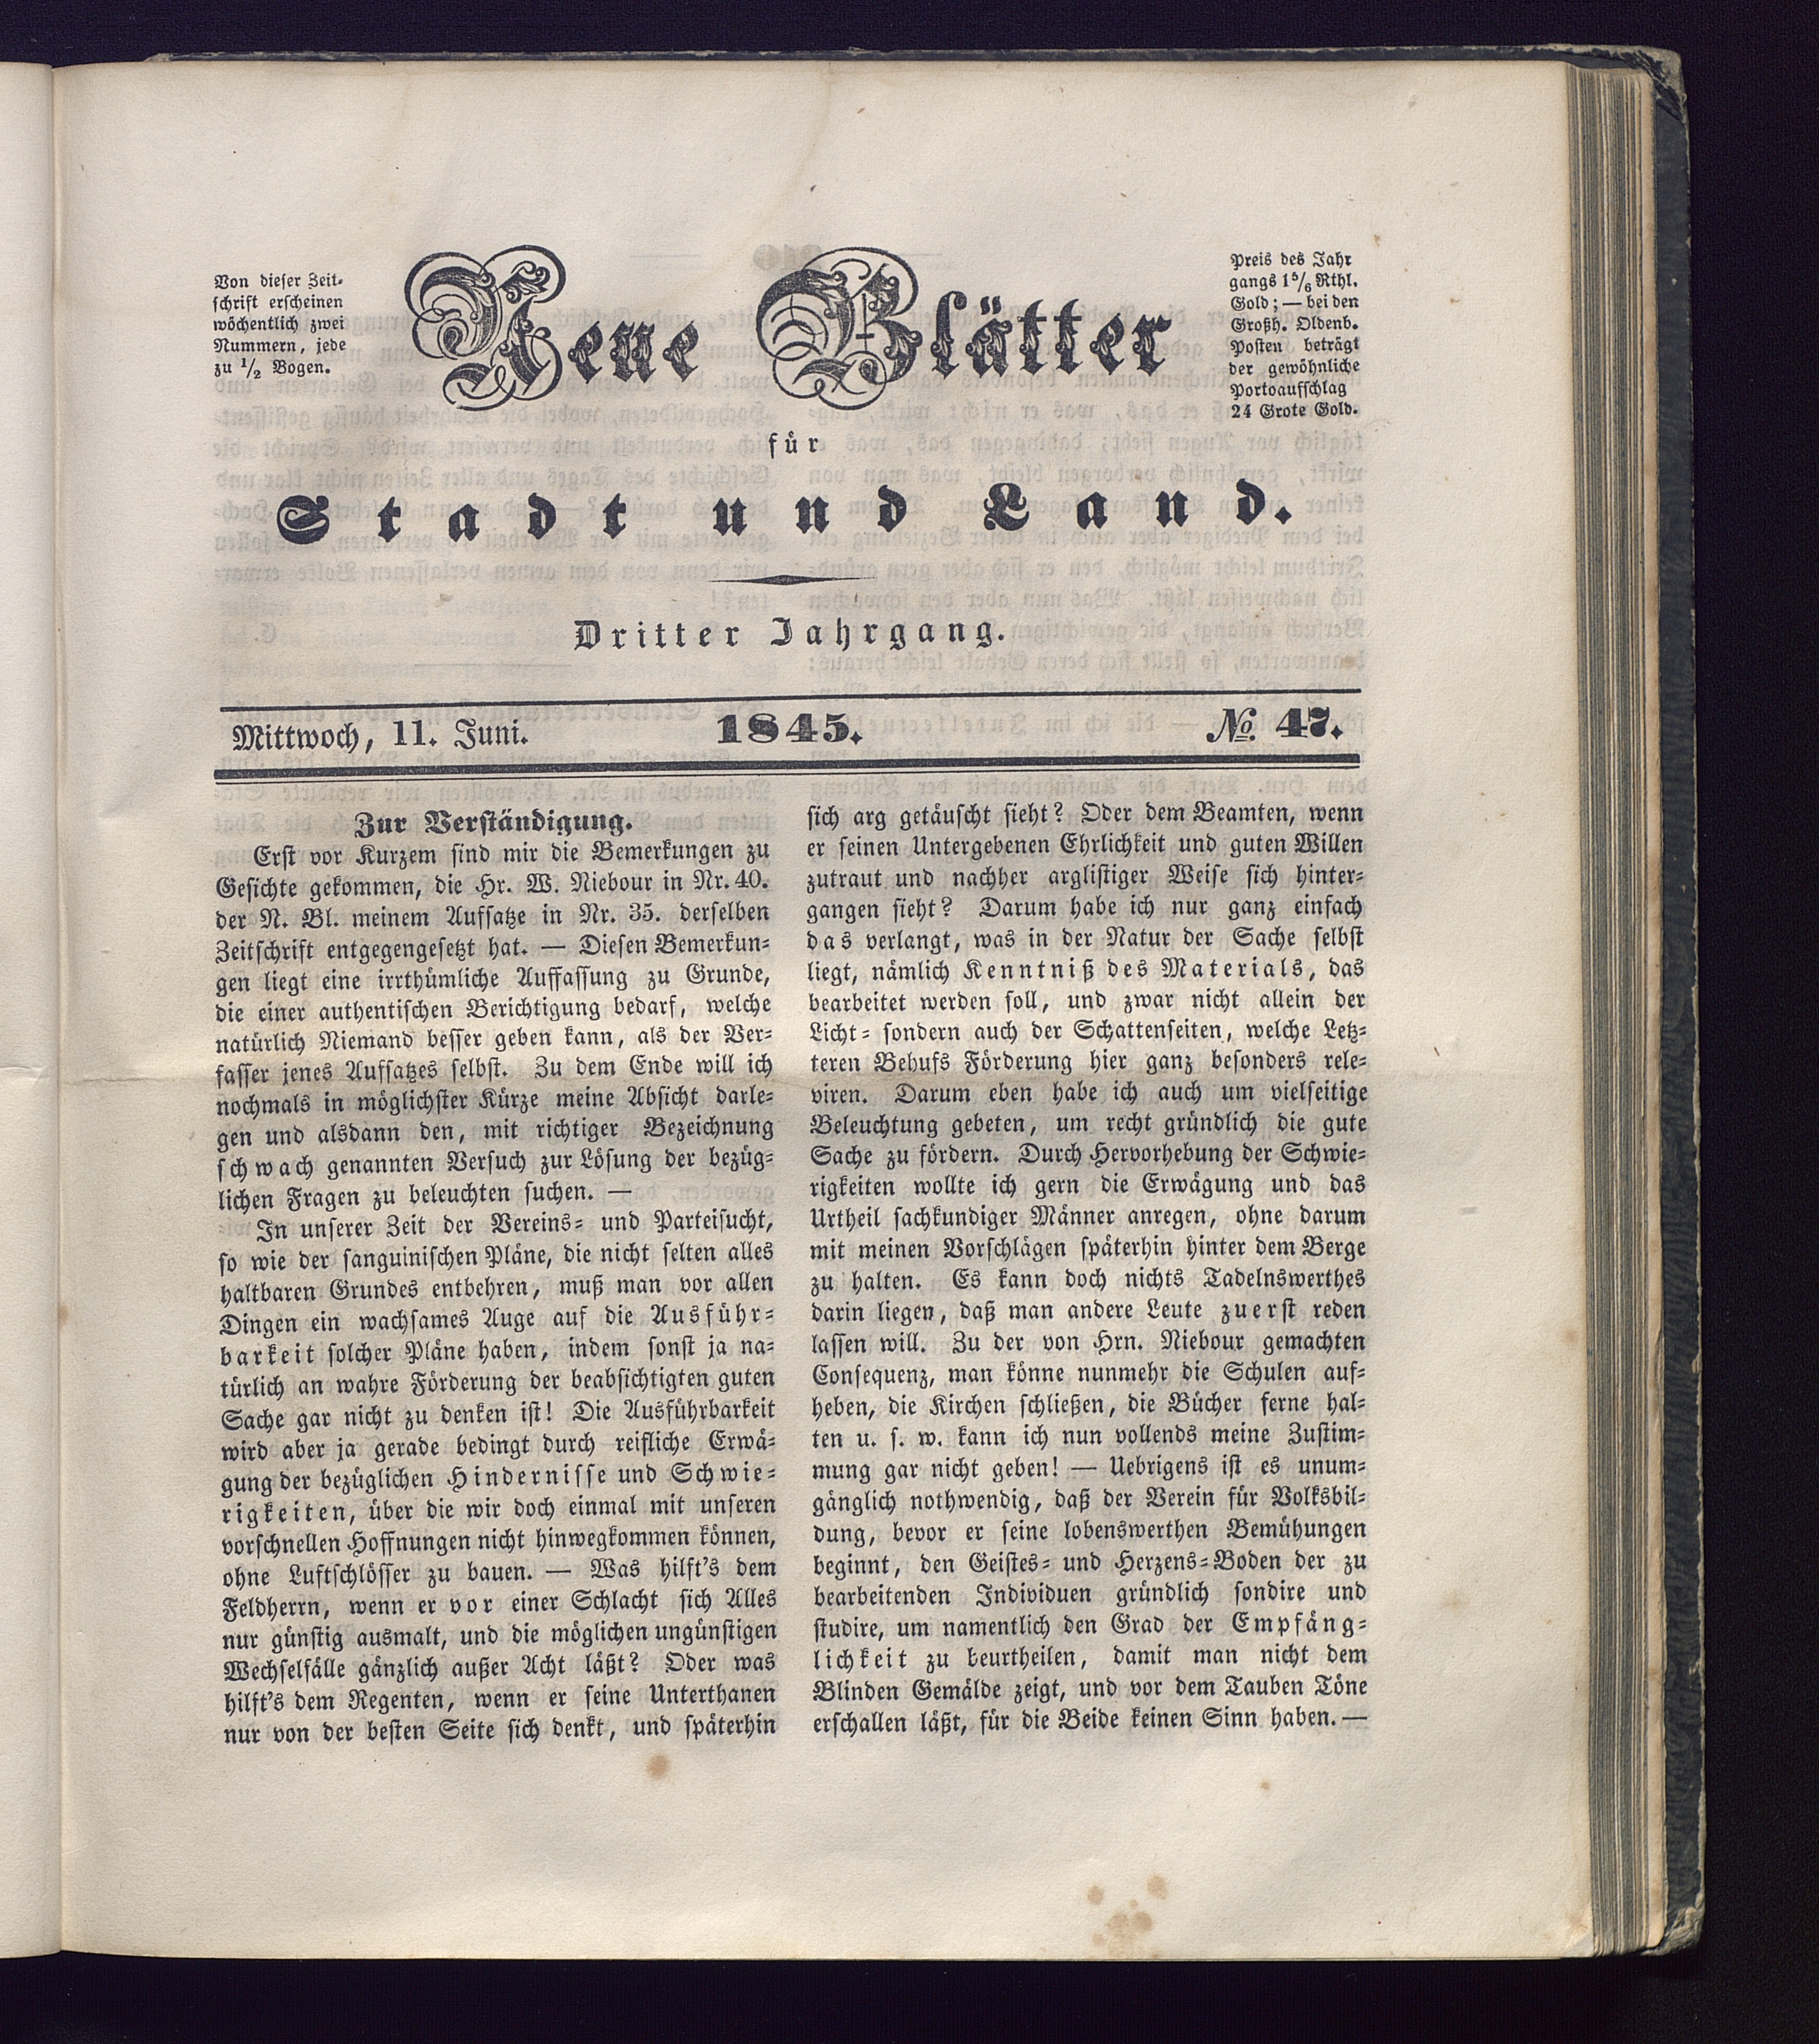 Von dieser Zeit-
schrift erscheinen
wöchentlich zwei
Nummern, jede
zu 1/2 Bogen.
Neue Blätter
Preis des Jahr
gangs 1 5/6 Rthl.
Gold; — bei den
Großh. Oldenb.
Posten beträgt
der gewöhnliche
Portoaufschlag
24 Grote Gold.
für
Stadt und Land.
Dritter Jahrgang.
Mittwoch, 11. Juni. 1845. No. 47.
Zur Verständigung.
Erst vor Kurzem sind mir die Bemerkungen zu
Gesichte gekommen, die Hr. W. Niebour in Nr. 40.
der N. Bl. meinem Aufsatze in Nr. 35. derselben
Zeitschrift entgegengesetzt hat. — Diesen Bemerkun-
gen liegt eine irrthümliche Auffassung zu Grunde,
die einer authentischen Berichtigung bedarf, welche
natürlich Niemand besser geben kann, als der Ver-
fasser jenes Aufsatzes selbst. Zu dem Ende will ich
nochmals in möglichster Kürze meine Absicht darle-
gen und alsdann den, mit richtiger Bezeichnung
schwach genannten Versuch zur Lösung der bezüg-
lichen Fragen zu beleuchten suchen. —
In unserer Zeit der Vereins- und Parteisucht,
so wie der sanguinischen Pläne, die nicht selten alles
haltbaren Grundes entbehren, muß man vor allen
Dingen ein wachsames Auge auf die Ausführ-
barkeit solcher Pläne haben, indem sonst ja na-
türlich an wahre Förderung der beabsichtigten guten
Sache gar nicht zu denken ist! Die Ausführbarkeit
wird aber ja gerade bedingt durch reifliche Erwä-
gung der bezüglichen Hindernisse und Schwie-
rigkeiten, über die wir doch einmal mit unseren
vorschnellen Hoffnungen nicht hinwegkommen können,
ohne Luftschlösser zu bauen. — Was hilft's dem
Feldherrn, wenn er vor einer Schlacht sich Alles
nur günstig ausmalt, und die möglichen ungünstigen
Wechselfälle gänzlich außer Acht läßt? Oder was
hilft's dem Regenten, wenn er seine Unterthanen
nur von der besten Seite sich denkt, und späterhin
sich arg getäuscht sieht? Oder dem Beamten, wenn
er seinen Untergebenen Ehrlichkeit und guten Willen
zutraut und nachher arglistiger Weise sich hinter-
gangen sieht? Darum habe ich nur ganz einfach
das verlangt, was in der Natur der Sache selbst
liegt, nämlich Kenntniß des Materials, das
bearbeitet werden soll, und zwar nicht allein der
Licht- sondern auch der Schattenseiten, welche Letz-
teren Behufs Förderung hier ganz besonders rele-
viren. Darum eben habe ich auch um vielseitige
Beleuchtung gebeten, um recht gründlich die gute
Sache zu fördern. Durch Hervorhebung der Schwie-
rigkeiten wollte ich gern die Erwägung und das
Urtheil sachkundiger Männer anregen, ohne darum
mit meinen Vorschlägen späterhin hinter dem Berge
zu halten. Es kann doch nichts Tadelnswerthes
darin liegen, daß man andere Leute zuerst reden
lassen will. Zu der von Hrn. Niebour gemachten
Consequenz, man könne nunmehr die Schulen auf-
heben, die Kirchen schließen, die Bücher ferne hal-
ten u. s. w. kann ich nun vollends meine Zustim-
mung gar nicht geben! — Uebrigens ist es unum-
gänglich nothwendig, daß der Verein für Volksbil-
dung, bevor er seine lobenswerthen Bemühungen
beginnt, den Geistes- und Herzens-Boden der zu
bearbeitenden Individuen gründlich sondire und
studire, um namentlich den Grad der Empfäng-
lichkeit zu beurtheilen, damit man nicht dem
Blinden Gemälde zeigt, und vor dem Tauben Töne
erschallen läßt, für die Beide keinen Sinn haben. —